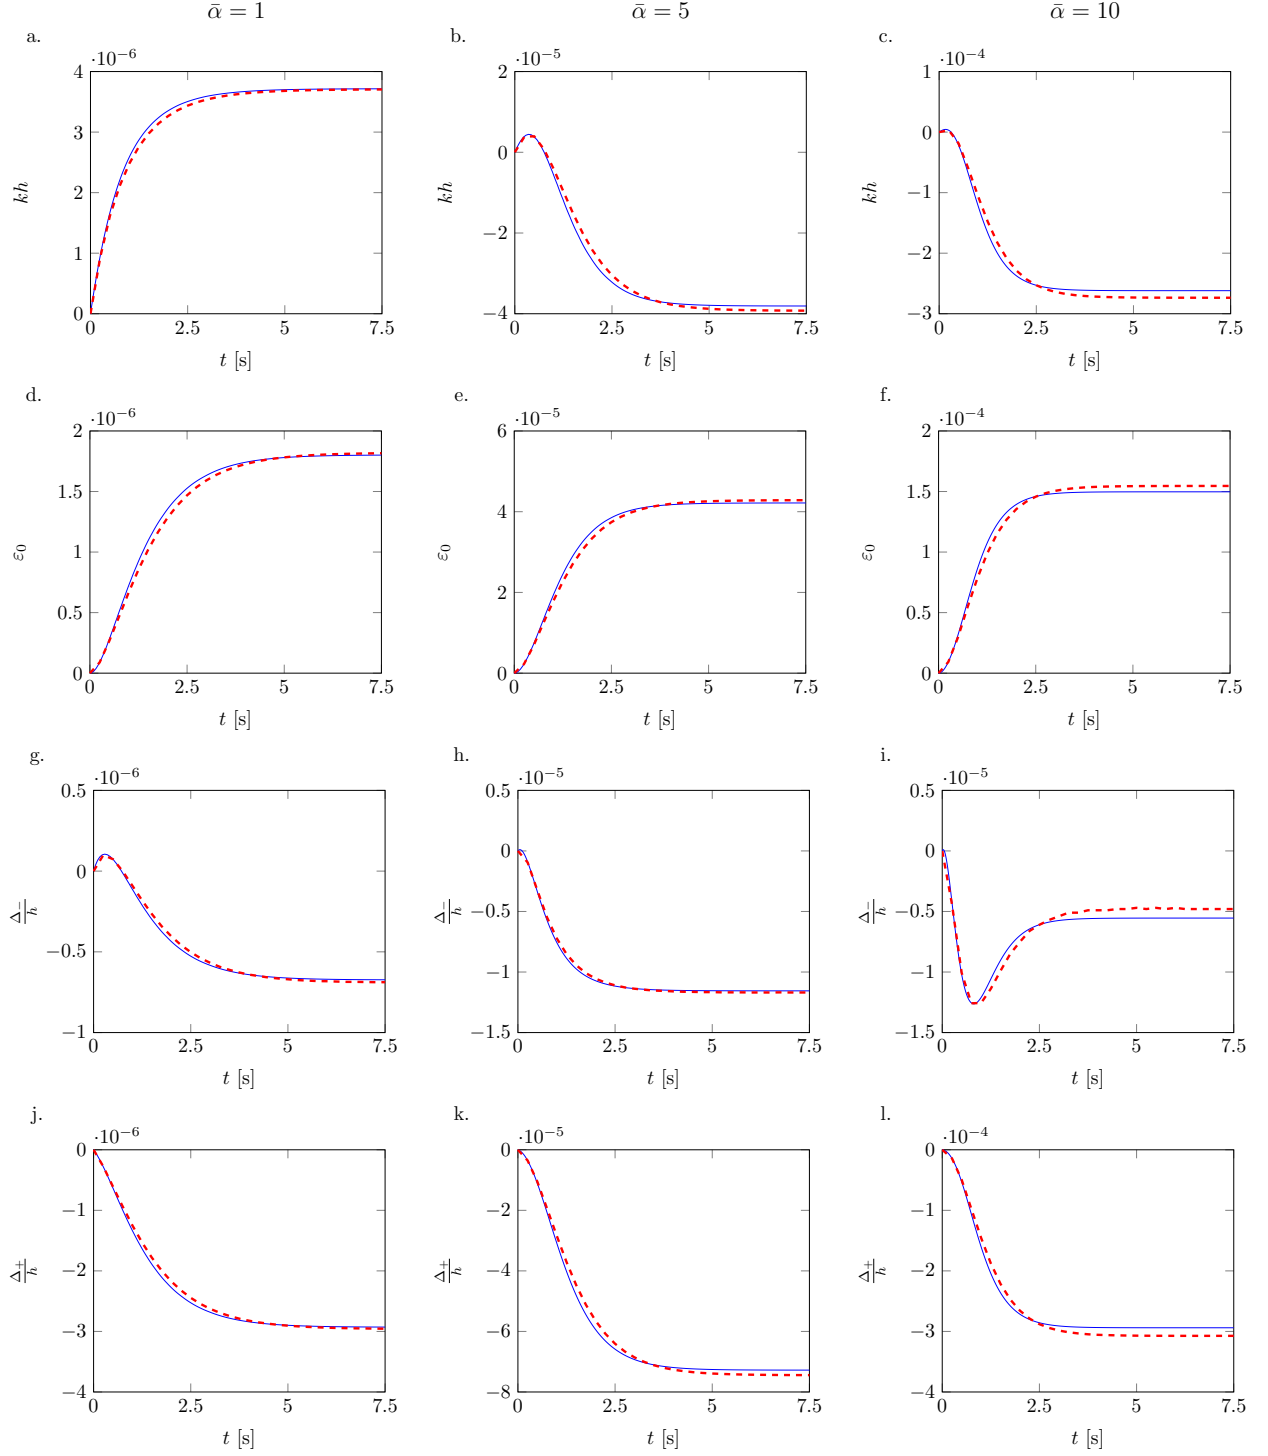 ᾱ = 1 ᾱ = 5 ᾱ = 10
a. b. c.
·10⁻⁶ ·10⁻⁵ ·10⁻⁴
4 2 1
3 0 0
2 −2 −1
1 −4 −2
0 −3
kh kh kh
0 2.5 5 7.5 0 2.5 5 7.5 0 2.5 5 7.5
t [s] t [s] t [s]
d. e. f.
·10⁻⁶ ·10⁻⁵ ·10⁻⁴
2 6 2
1.5 4 1.5
1 2 1
0.5 0 0.5
0 0
ε₀ ε₀ ε₀
0 2.5 5 7.5 0 2.5 5 7.5 0 2.5 5 7.5
t [s] t [s] t [s]
g. h. i.
·10⁻⁶ ·10⁻⁵ ·10⁻⁵
0.5 0.5 0.5
0 0 0
−0.5 −0.5 −0.5
−1 −1 −1
−1.5 −1.5
Δ₋/h Δ₋/h Δ₋/h
0 2.5 5 7.5 0 2.5 5 7.5 0 2.5 5 7.5
t [s] t [s] t [s]
j. k. l.
·10⁻⁶ ·10⁻⁵ ·10⁻⁴
0 0 0
−1 −2 −1
−2 −4 −2
−3 −6 −3
−4 −8 −4
Δ₊/h Δ₊/h Δ₊/h
0 2.5 5 7.5 0 2.5 5 7.5 0 2.5 5 7.5
t [s] t [s] t [s]